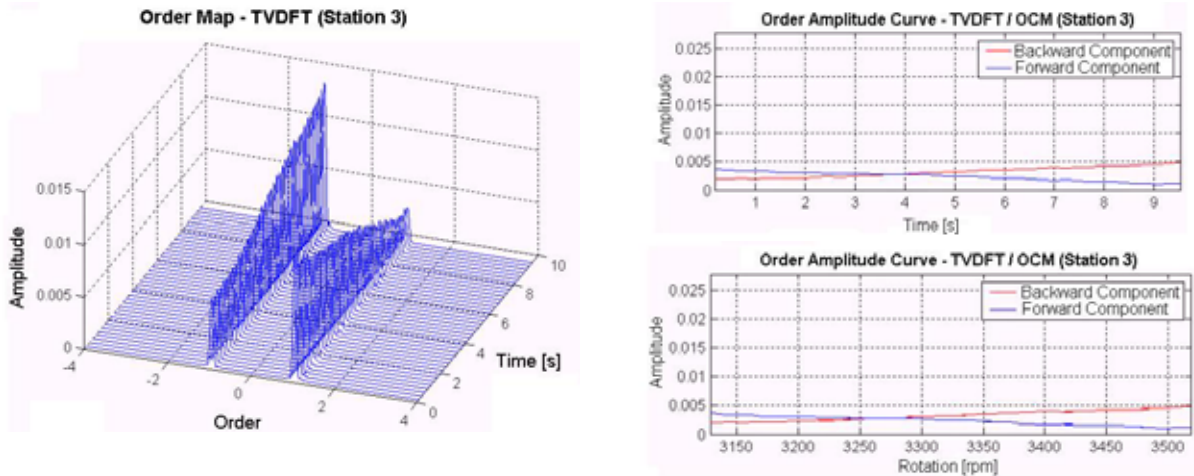 Order Map - TVDFT (Station 3)
0.015
0.01
0.005
0
Amplitude
-4
-2
0
2
4
Order
0
2
4
6
8
10
Time [s]
Order Amplitude Curve - TVDFT / OCM (Station 3)
0.025
0.02
0.015
0.01
0.005
0
Amplitude
Backward Component
Forward Component
1 2 3 4 5 6 7 8 9
Time [s]
Order Amplitude Curve - TVDFT / OCM (Station 3)
0.025
0.02
0.015
0.01
0.005
0
Amplitude
Backward Component
Forward Component
3150 3200 3250 3300 3350 3400 3450 3500
Rotation [rpm]